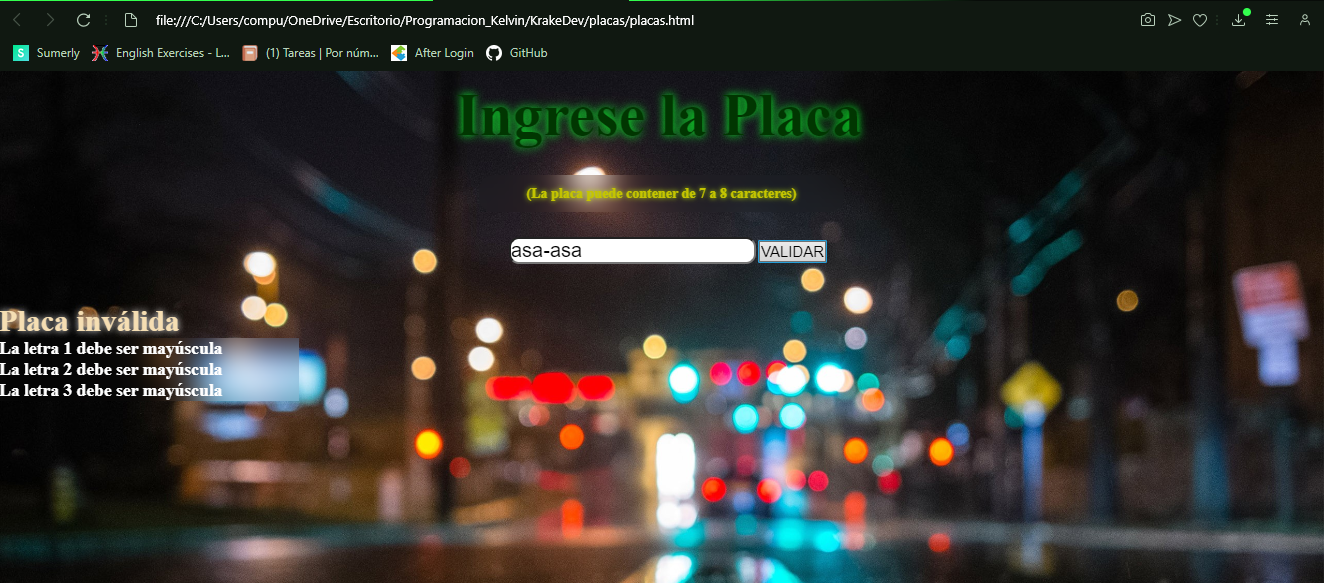 file:///C:/Users/compu/OneDrive/Escritorio/Programacion_Kelvin/KrakeDev/placas/placas.html
S Sumerly English Exercises - L... (1) Tareas | Por núm... After Login GitHub
Ingrese la Placa
(La placa puede contener de 7 a 8 caracteres)
asa-asa VALIDAR
Placa inválida
La letra 1 debe ser mayúscula
La letra 2 debe ser mayúscula
La letra 3 debe ser mayúscula